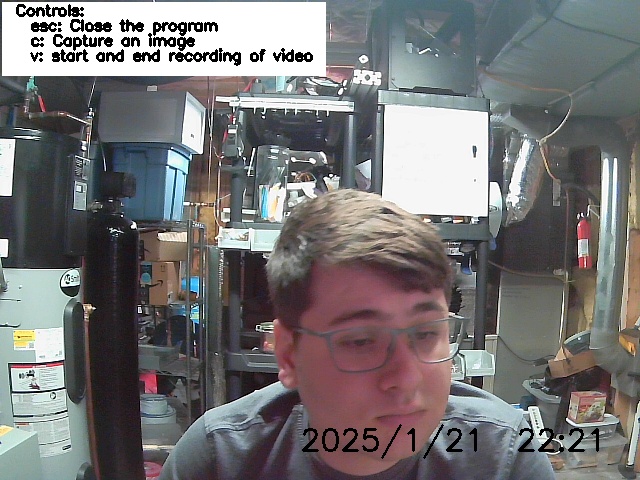 Controls:
esc: Close the program
c: Capture an image
v: start and end recording of video
2025/1/21 22:21